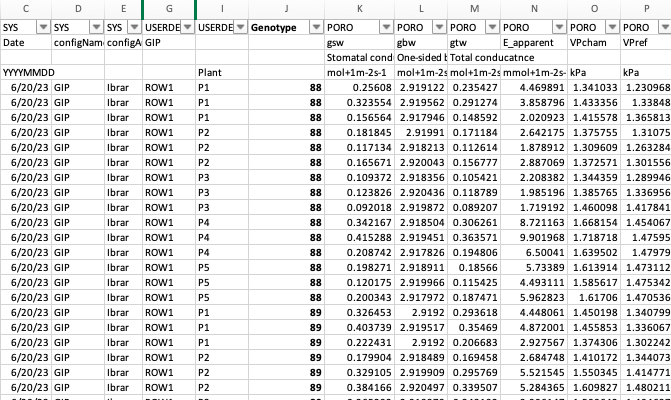 C D E G I J K L M N O P
SYS SYS SYS USERDE USERDE Genotype PORO PORO PORO PORO PORO PORO
Date configNam configA GIP gsw gbw gtw E_apparent VPcham VPref
Stomatal cond One-sided b Total conducatnce
YYYYMMDD Plant mol+1m-2s-1 mol+1m-2s mol+1m-2s-1 mmol+1m-2s- kPa kPa
6/20/23 GIP Ibrar ROW1 P1 88 0.25608 2.919122 0.235427 4.469891 1.341033 1.230968
6/20/23 GIP Ibrar ROW1 P1 88 0.323554 2.919562 0.291274 3.858796 1.433356 1.33848
6/20/23 GIP Ibrar ROW1 P1 88 0.156564 2.917946 0.148592 2.020923 1.415578 1.365813
6/20/23 GIP Ibrar ROW1 P2 88 0.181845 2.91991 0.171184 2.642175 1.375755 1.31075
6/20/23 GIP Ibrar ROW1 P2 88 0.117134 2.918213 0.112614 1.878912 1.309609 1.263284
6/20/23 GIP Ibrar ROW1 P2 88 0.165671 2.920043 0.156777 2.887069 1.372571 1.301556
6/20/23 GIP Ibrar ROW1 P3 88 0.109372 2.918356 0.105421 2.208382 1.344359 1.289946
6/20/23 GIP Ibrar ROW1 P3 88 0.123826 2.920436 0.118789 1.985196 1.385765 1.336956
6/20/23 GIP Ibrar ROW1 P3 88 0.092018 2.919872 0.089207 1.719192 1.460098 1.417841
6/20/23 GIP Ibrar ROW1 P4 88 0.342167 2.918504 0.306261 8.721163 1.668154 1.454067
6/20/23 GIP Ibrar ROW1 P4 88 0.415288 2.919451 0.363571 9.901968 1.718718 1.47595
6/20/23 GIP Ibrar ROW1 P4 88 0.208742 2.917826 0.194806 6.50041 1.639502 1.47979
6/20/23 GIP Ibrar ROW1 P5 88 0.198271 2.918911 0.18566 5.73389 1.613914 1.473112
6/20/23 GIP Ibrar ROW1 P5 88 0.120175 2.919966 0.115425 4.493111 1.585617 1.475342
6/20/23 GIP Ibrar ROW1 P5 88 0.200343 2.917972 0.187471 5.962823 1.61706 1.470536
6/20/23 GIP Ibrar ROW1 P1 89 0.326453 2.9192 0.293618 4.448061 1.450198 1.340799
6/20/23 GIP Ibrar ROW1 P1 89 0.403739 2.919517 0.35469 4.872001 1.455853 1.336067
6/20/23 GIP Ibrar ROW1 P1 89 0.222431 2.9192 0.206683 2.927567 1.374306 1.302242
6/20/23 GIP Ibrar ROW1 P2 89 0.179904 2.918489 0.169458 2.684748 1.410172 1.344073
6/20/23 GIP Ibrar ROW1 P2 89 0.329105 2.919909 0.295766 5.521545 1.550345 1.414771
6/20/23 GIP Ibrar ROW1 P2 89 0.384166 2.920497 0.339507 5.284365 1.609827 1.480211